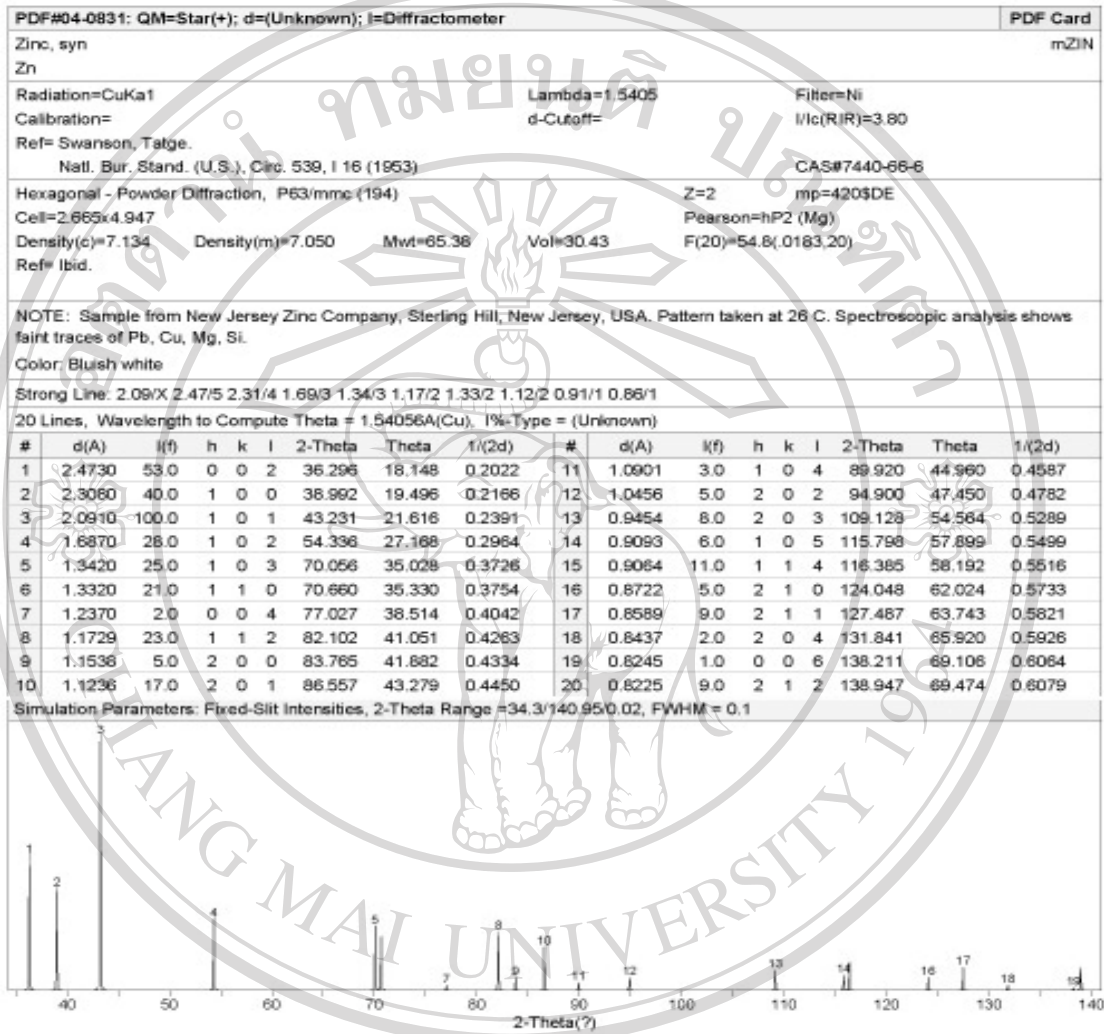 PDF#04-0831: QM=Star(+); d=(Unknown); I=Diffractometer PDF Card
Zinc, syn mZIN
Zn
Radiation=CuKa1 Lambda=1.5405 Filter=Ni
Calibration= d-Cutoff= I/Ic(RIR)=3.80
Ref= Swanson, Tatge.
Natl. Bur. Stand. (U.S.), Circ. 539, I 16 (1953) CAS#7440-66-6
Hexagonal - Powder Diffraction, P63/mmc (194) Z=2 mp=420$DE
Cell=2.665x4.947 Pearson=hP2 (Mg)
Density(c)=7.134 Density(m)=7.050 Mwt=65.38 Vol=30.43 F(20)=54.8(.0183,20)
Ref= Ibid.
NOTE: Sample from New Jersey Zinc Company, Sterling Hill, New Jersey, USA. Pattern taken at 26 C. Spectroscopic analysis shows
faint traces of Pb, Cu, Mg, Si.
Color: Bluish white
Strong Line: 2.09/X 2.47/5 2.31/4 1.69/3 1.34/3 1.17/2 1.33/2 1.12/2 0.91/1 0.86/1
20 Lines, Wavelength to Compute Theta = 1.54056A(Cu), I%-Type = (Unknown)
# d(A) I(f) h k l 2-Theta Theta 1/(2d) # d(A) I(f) h k l 2-Theta Theta 1/(2d)
1 2.4730 53.0 0 0 2 36.296 18.148 0.2022 11 1.0901 3.0 1 0 4 89.920 44.960 0.4587
2 2.3080 40.0 1 0 0 38.992 19.496 0.2166 12 1.0456 5.0 2 0 2 94.900 47.450 0.4782
3 2.0910 100.0 1 0 1 43.231 21.616 0.2391 13 0.9454 8.0 2 0 3 109.128 54.564 0.5289
4 1.6870 28.0 1 0 2 54.336 27.168 0.2964 14 0.9093 6.0 1 0 5 115.798 57.899 0.5499
5 1.3420 25.0 1 0 3 70.056 35.028 0.3726 15 0.9064 11.0 1 1 4 116.385 58.192 0.5516
6 1.3320 21.0 1 1 0 70.660 35.330 0.3754 16 0.8722 5.0 2 1 0 124.048 62.024 0.5733
7 1.2370 2.0 0 0 4 77.027 38.514 0.4042 17 0.8589 9.0 2 1 1 127.487 63.743 0.5821
8 1.1729 23.0 1 1 2 82.102 41.051 0.4263 18 0.8437 2.0 2 0 4 131.841 65.920 0.5926
9 1.1538 5.0 2 0 0 83.765 41.882 0.4334 19 0.8245 1.0 0 0 6 138.211 69.106 0.6064
10 1.1236 17.0 2 0 1 86.557 43.279 0.4450 20 0.8225 9.0 2 1 2 138.947 69.474 0.6079
Simulation Parameters: Fixed-Slit Intensities, 2-Theta Range =34.3/140.95/0.02, FWHM = 0.1
1 2 3 4 5 7 8 9 10 11 12 13 14 16 17 18 19
40 50 60 70 80 90 100 110 120 130 140
2-Theta(?)
CHIANG MAI UNIVERSITY 1964